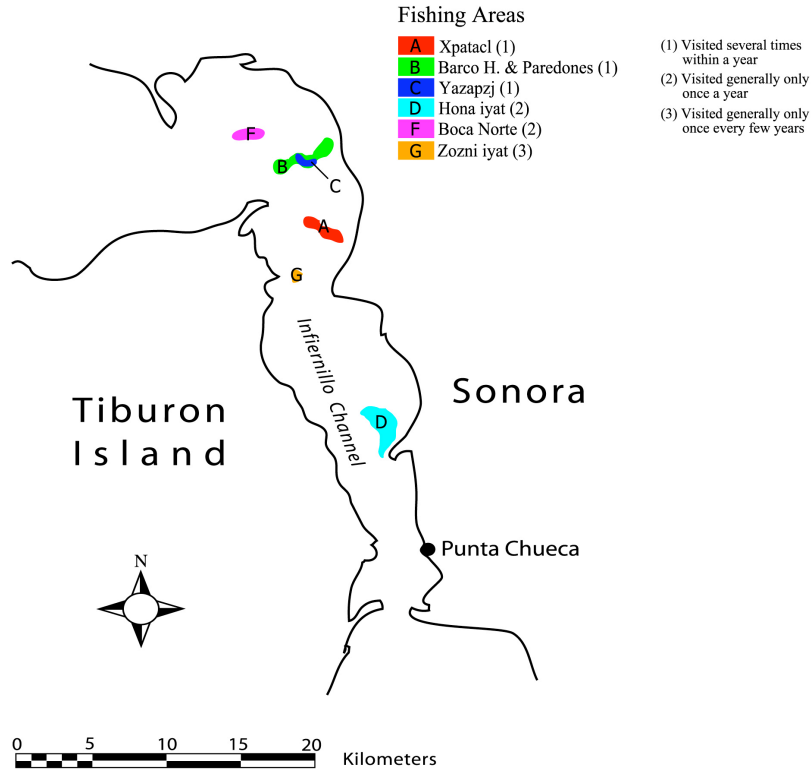 Fishing Areas
A Xpatacl (1)
B Barco H. & Paredones (1)
C Yazapzj (1)
D Hona iyat (2)
F Boca Norte (2)
G Zozni iyat (3)
(1) Visited several times
within a year
(2) Visited generally only
once a year
(3) Visited generally only
once every few years
F
B
C
A
G
Infiernillo Channel
D
Sonora
Tiburon
Island
Punta Chueca
N
0 5 10 15 20
Kilometers